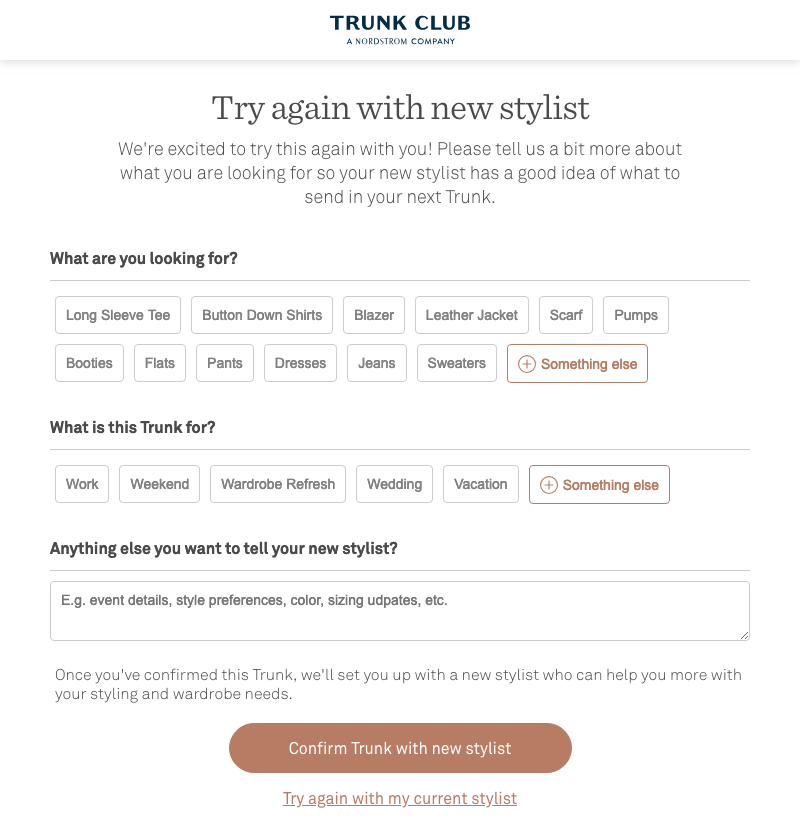 TRUNK CLUB
A NORDSTROM COMPANY
Try again with new stylist
We're excited to try this again with you! Please tell us a bit more about
what you are looking for so your new stylist has a good idea of what to
send in your next Trunk.
What are you looking for?
Long Sleeve Tee Button Down Shirts Blazer Leather Jacket Scarf Pumps
Booties Flats Pants Dresses Jeans Sweaters Something else
What is this Trunk for?
Work Weekend Wardrobe Refresh Wedding Vacation Something else
Anything else you want to tell your new stylist?
E.g. event details, style preferences, color, sizing udpates, etc.
Once you've confirmed this Trunk, we'll set you up with a new stylist who can help you more with
your styling and wardrobe needs.
Confirm Trunk with new stylist
Try again with my current stylist